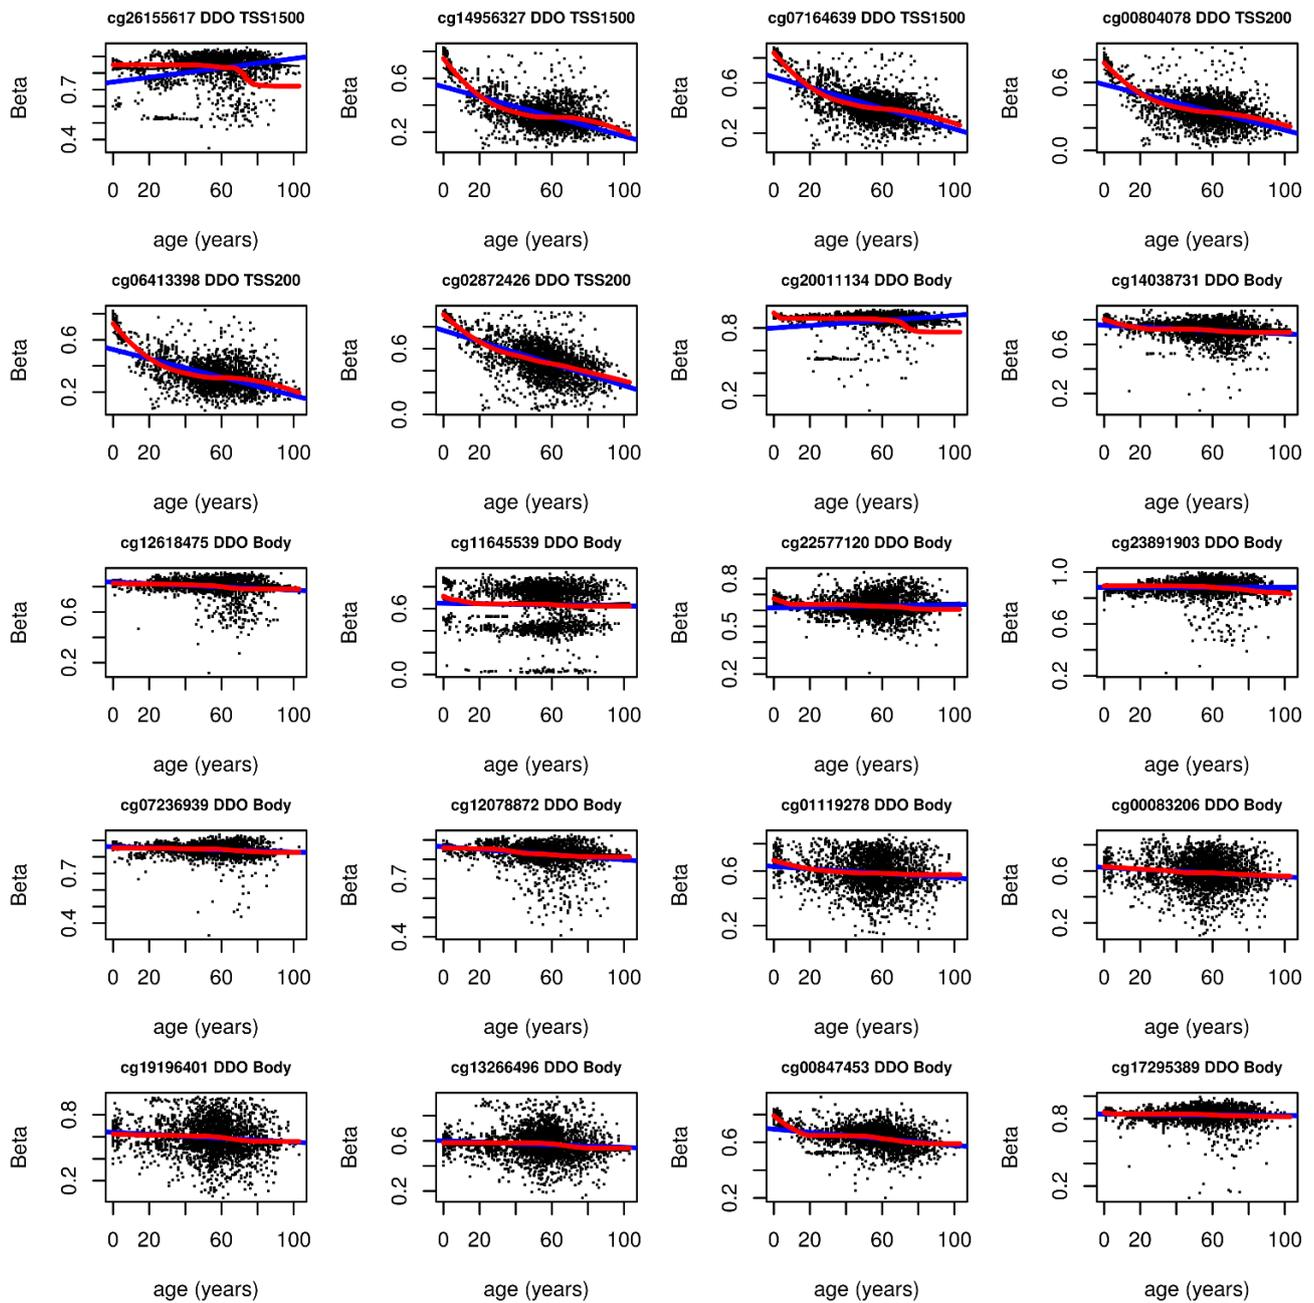 cg26155617 DDO TSS1500
cg14956327 DDO TSS1500
cg07164639 DDO TSS1500
cg00804078 DDO TSS200
Beta
0.4
0.7
0 20 60 100
age (years)
Beta
0.2
0.6
0 20 60 100
age (years)
Beta
0.2
0.6
0 20 60 100
age (years)
Beta
0.0
0.6
0 20 60 100
age (years)
cg06413398 DDO TSS200
cg02872426 DDO TSS200
cg20011134 DDO Body
cg14038731 DDO Body
Beta
0.2
0.6
0 20 60 100
age (years)
Beta
0.0
0.6
0 20 60 100
age (years)
Beta
0.2
0.8
0 20 60 100
age (years)
Beta
0.2
0.6
0 20 60 100
age (years)
cg12618475 DDO Body
cg11645539 DDO Body
cg22577120 DDO Body
cg23891903 DDO Body
Beta
0.2
0.6
0 20 60 100
age (years)
Beta
0.0
0.6
0 20 60 100
age (years)
Beta
0.2
0.5
0.8
0 20 60 100
age (years)
Beta
0.2
0.6
1.0
0 20 60 100
age (years)
cg07236939 DDO Body
cg12078872 DDO Body
cg01119278 DDO Body
cg00083206 DDO Body
Beta
0.4
0.7
0 20 60 100
age (years)
Beta
0.4
0.7
0 20 60 100
age (years)
Beta
0.2
0.6
0 20 60 100
age (years)
Beta
0.2
0.6
0 20 60 100
age (years)
cg19196401 DDO Body
cg13266496 DDO Body
cg00847453 DDO Body
cg17295389 DDO Body
Beta
0.2
0.8
0 20 60 100
age (years)
Beta
0.2
0.6
0 20 60 100
age (years)
Beta
0.2
0.6
0 20 60 100
age (years)
Beta
0.2
0.8
0 20 60 100
age (years)